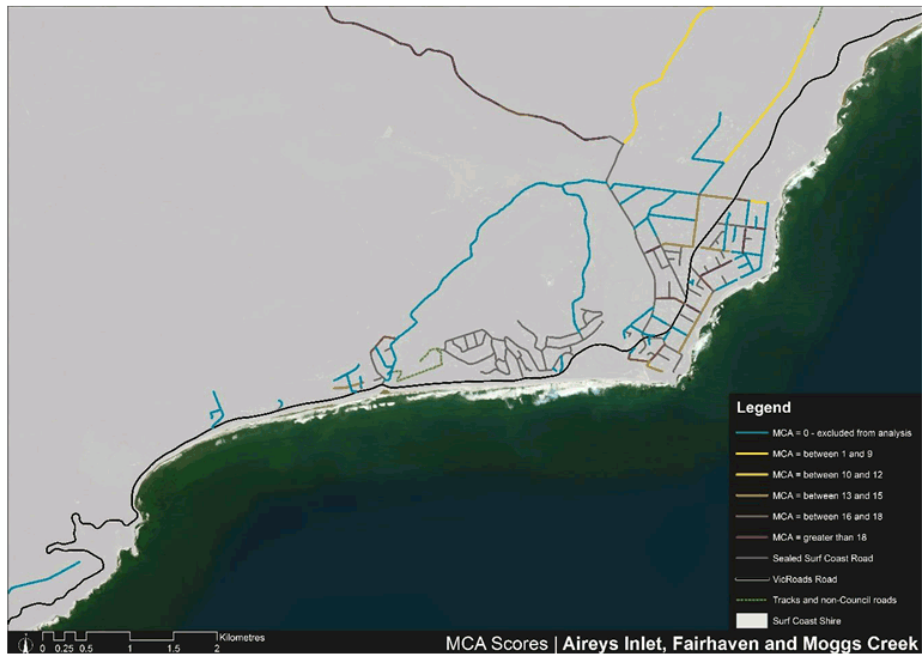 Legend
MCA = 0 - excluded from analysis
MCA = between 1 and 9
MCA = between 10 and 12
MCA = between 13 and 15
MCA = between 16 and 18
MCA = greater than 18
Sealed Surf Coast Road
VicRoads Road
Tracks and non-Council roads
Surf Coast Shire
Kilometres
0 0.25 0.5 1 1.5 2
MCA Scores | Aireys Inlet, Fairhaven and Moggs Creek